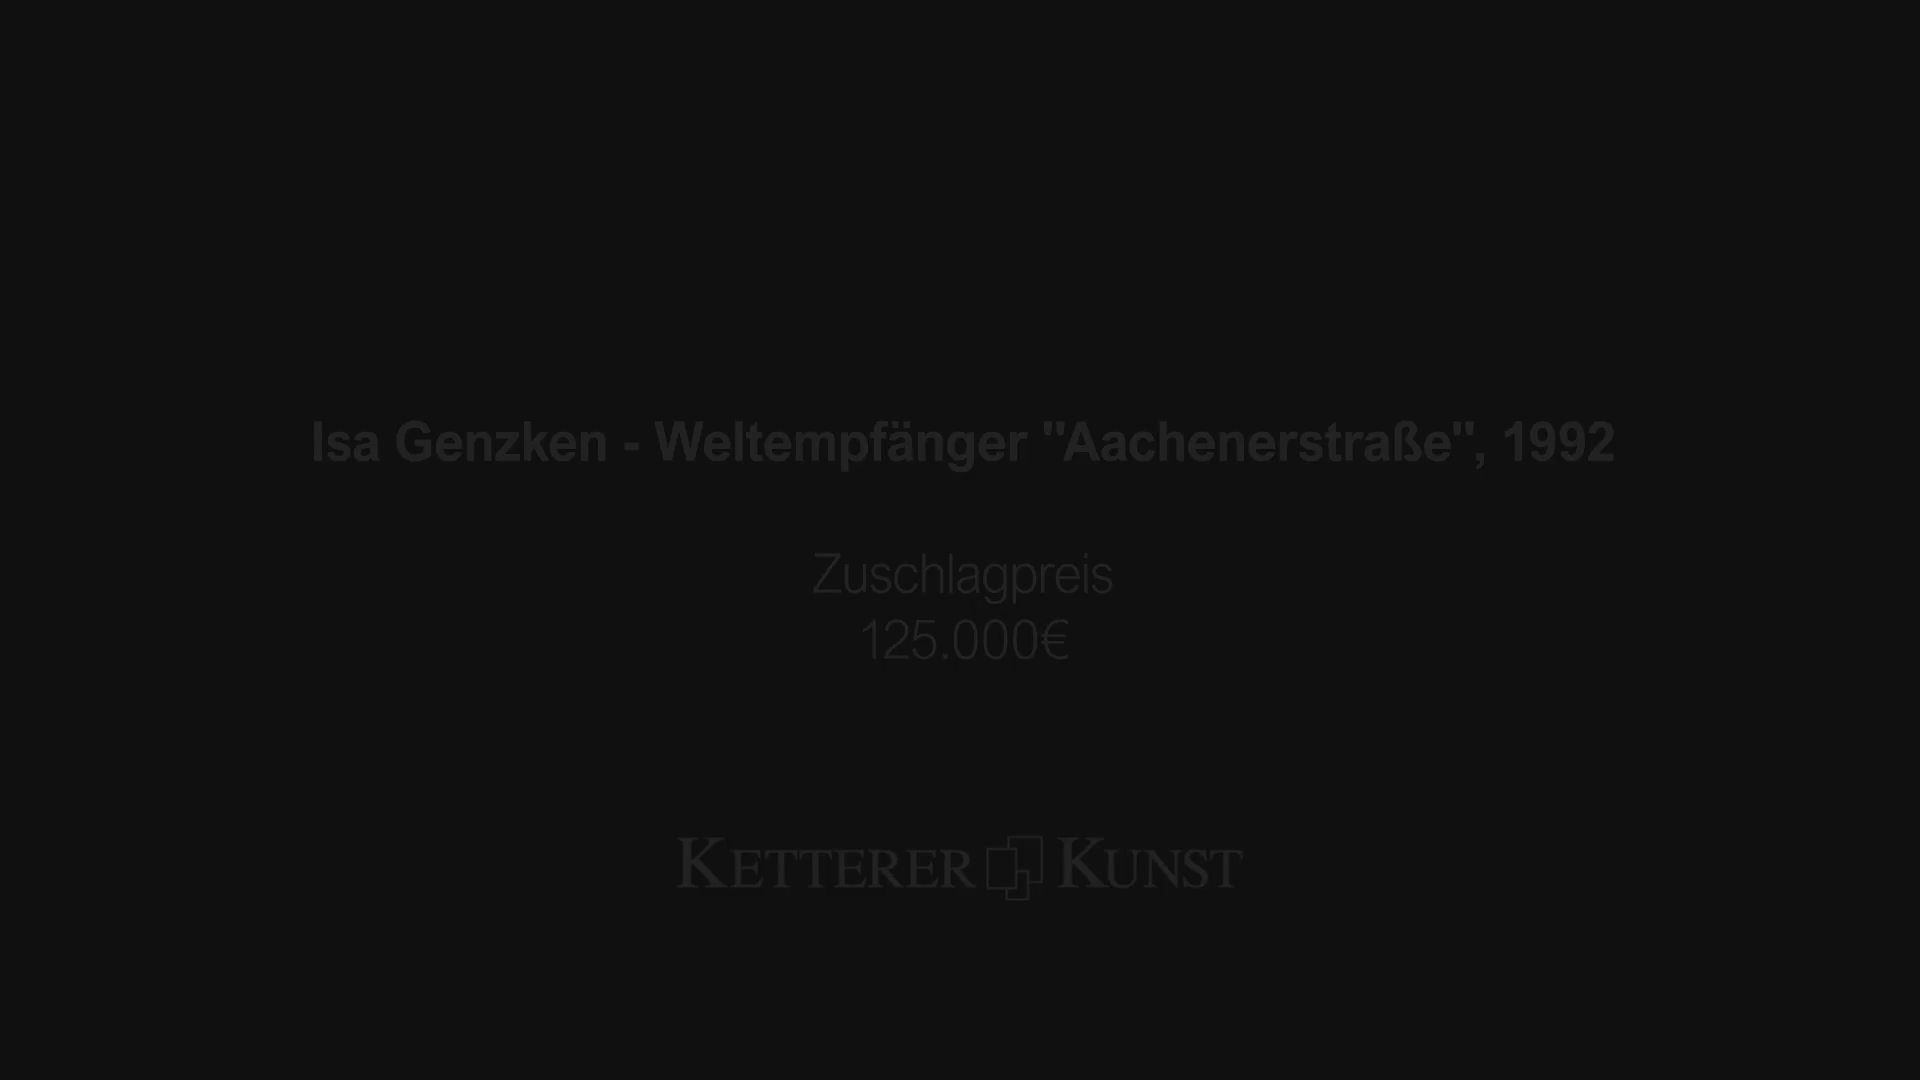 Isa Genzken - Weltempfänger "Aachenerstraße", 1992
Zuschlagpreis
125.000€
KETTERER KUNST